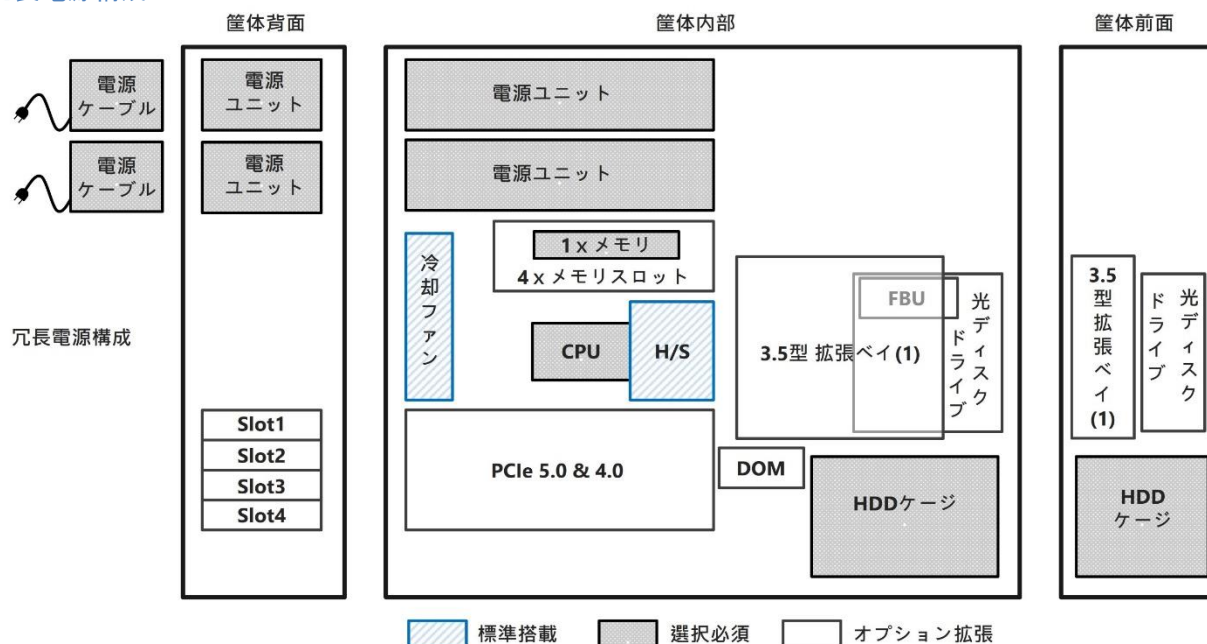 筐体背面
筐体内部
筐体前面
電源
ケーブル
電源
ケーブル
冗長電源構成
電源
ユニット
電源
ユニット
Slot1
Slot2
Slot3
Slot4
電源ユニット
電源ユニット
1 x メモリ
4 x メモリスロット
冷却ファン
CPU
H/S
3.5型 拡張ベイ(1)
FBU
光ディスク
ドライブ
PCIe 5.0 & 4.0
DOM
HDDケージ
3.5
型拡張ベイ
(1)
光ディスク
ドライブ
HDD
ケージ
標準搭載
選択必須
オプション拡張